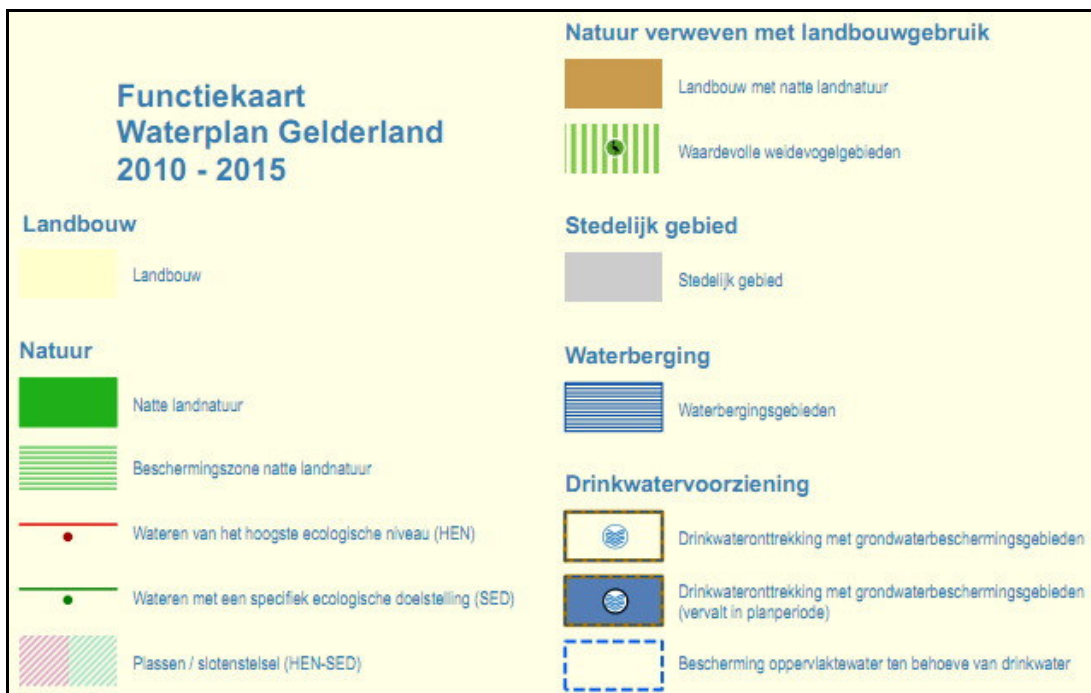 Functiekaart
Waterplan Gelderland
2010 - 2015
Landbouw
Landbouw
Natuur
Natte landnatuur
Beschermingszone natte landnatuur
Wateren van het hoogste ecologische niveau (HEN)
Wateren met een specifiek ecologische doelstelling (SED)
Plassen / slotenstelsel (HEN-SED)
Natuur verweven met landbouwgebruik
Landbouw met natte landnatuur
Waardevolle weidevogelgebieden
Stedelijk gebied
Stedelijk gebied
Waterberging
Waterbergingsgebieden
Drinkwatervoorziening
Drinkwateronttrekking met grondwaterbeschermingsgebieden
Drinkwateronttrekking met grondwaterbeschermingsgebieden
(vervalt in planperiode)
Bescherming oppervlaktewater ten behoeve van drinkwater